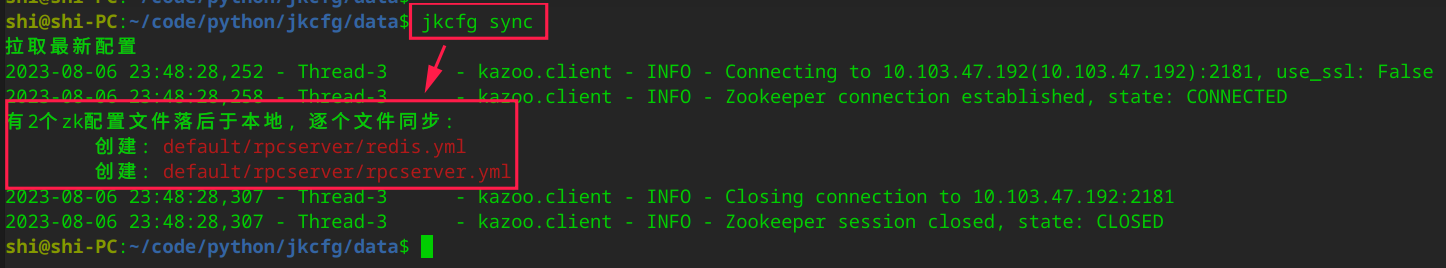 shi@shi-PC:~/code/python/jkcfg/data$
shi@shi-PC:~/code/python/jkcfg/data$ jkcfg sync
拉取最新配置
2023-08-06 23:48:28,252 - Thread-3      - kazoo.client - INFO - Connecting to 10.103.47.192(10.103.47.192):2181, use_ssl: False
2023-08-06 23:48:28,258 - Thread-3      - kazoo.client - INFO - Zookeeper connection established, state: CONNECTED
有2个zk配置文件落后于本地, 逐个文件同步:
        创建: default/rpcserver/redis.yml
        创建: default/rpcserver/rpcserver.yml
2023-08-06 23:48:28,307 - Thread-3      - kazoo.client - INFO - Closing connection to 10.103.47.192:2181
2023-08-06 23:48:28,307 - Thread-3      - kazoo.client - INFO - Zookeeper session closed, state: CLOSED
shi@shi-PC:~/code/python/jkcfg/data$